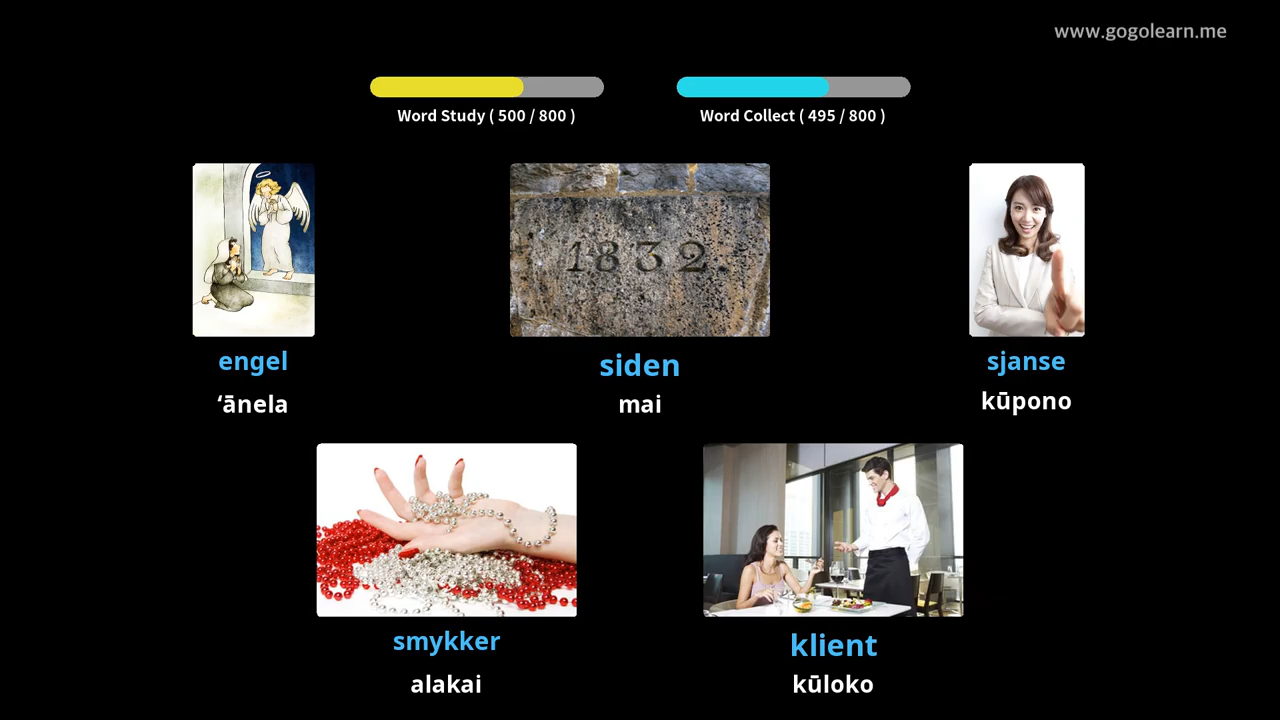 www.gogolearn.me
Word Study ( 500 / 800 )
Word Collect ( 495 / 800 )
1832
engel
siden
sjanse
ʻānela
mai
kūpono
smykker
klient
alakai
kūloko